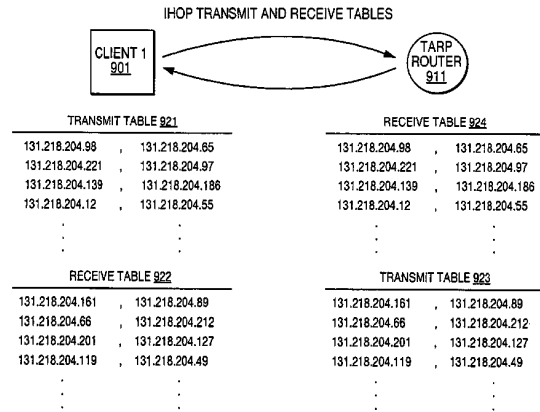 IHOP TRANSMIT AND RECEIVE TABLES
CLIENT 1
901
TARP
ROUTER
911
TRANSMIT TABLE 921
131.218.204.98 , 131.218.204.65
131.218.204.221 , 131.218.204.97
131.218.204.139 , 131.218.204.186
131.218.204.12 , 131.218.204.55
RECEIVE TABLE 924
131.218.204.98 , 131.218.204.65
131.218.204.221 , 131.218.204.97
131.218.204.139 , 131.218.204.186
131.218.204.12 , 131.218.204.55
RECEIVE TABLE 922
131.218.204.161 , 131.218.204.89
131.218.204.66 , 131.218.204.212
131.218.204.201 , 131.218.204.127
131.218.204.119 , 131.218.204.49
TRANSMIT TABLE 923
131.218.204.161 , 131.218.204.89
131.218.204.66 , 131.218.204.212
131.218.204.201 , 131.218.204.127
131.218.204.119 , 131.218.204.49